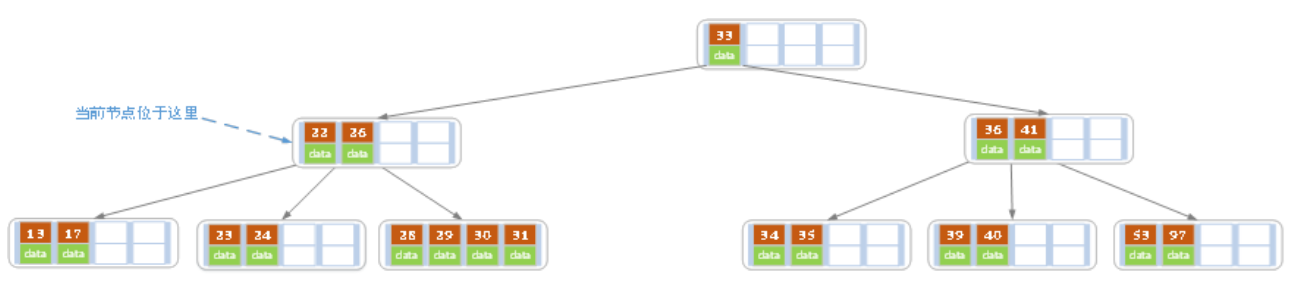 33
data
当前节点位于这里
22 26
data data
36 41
data data
13 17
data data
23 24
data data
28 29 30 31
data data data data
34 35
data data
39 40
data data
53 97
data data